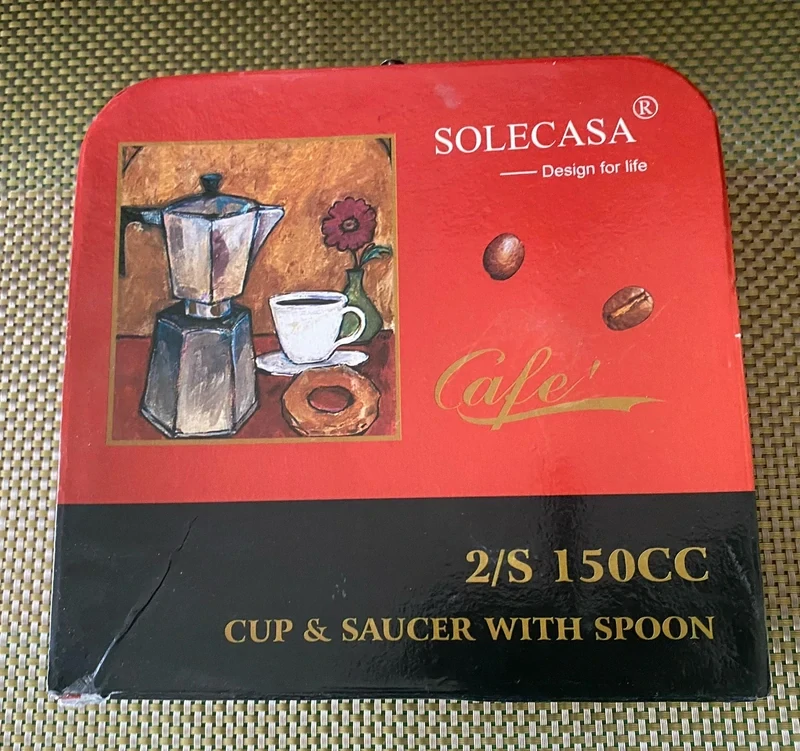 SOLECASA®
— Design for life
Cafe'
2/S 150CC
CUP & SAUCER WITH SPOON